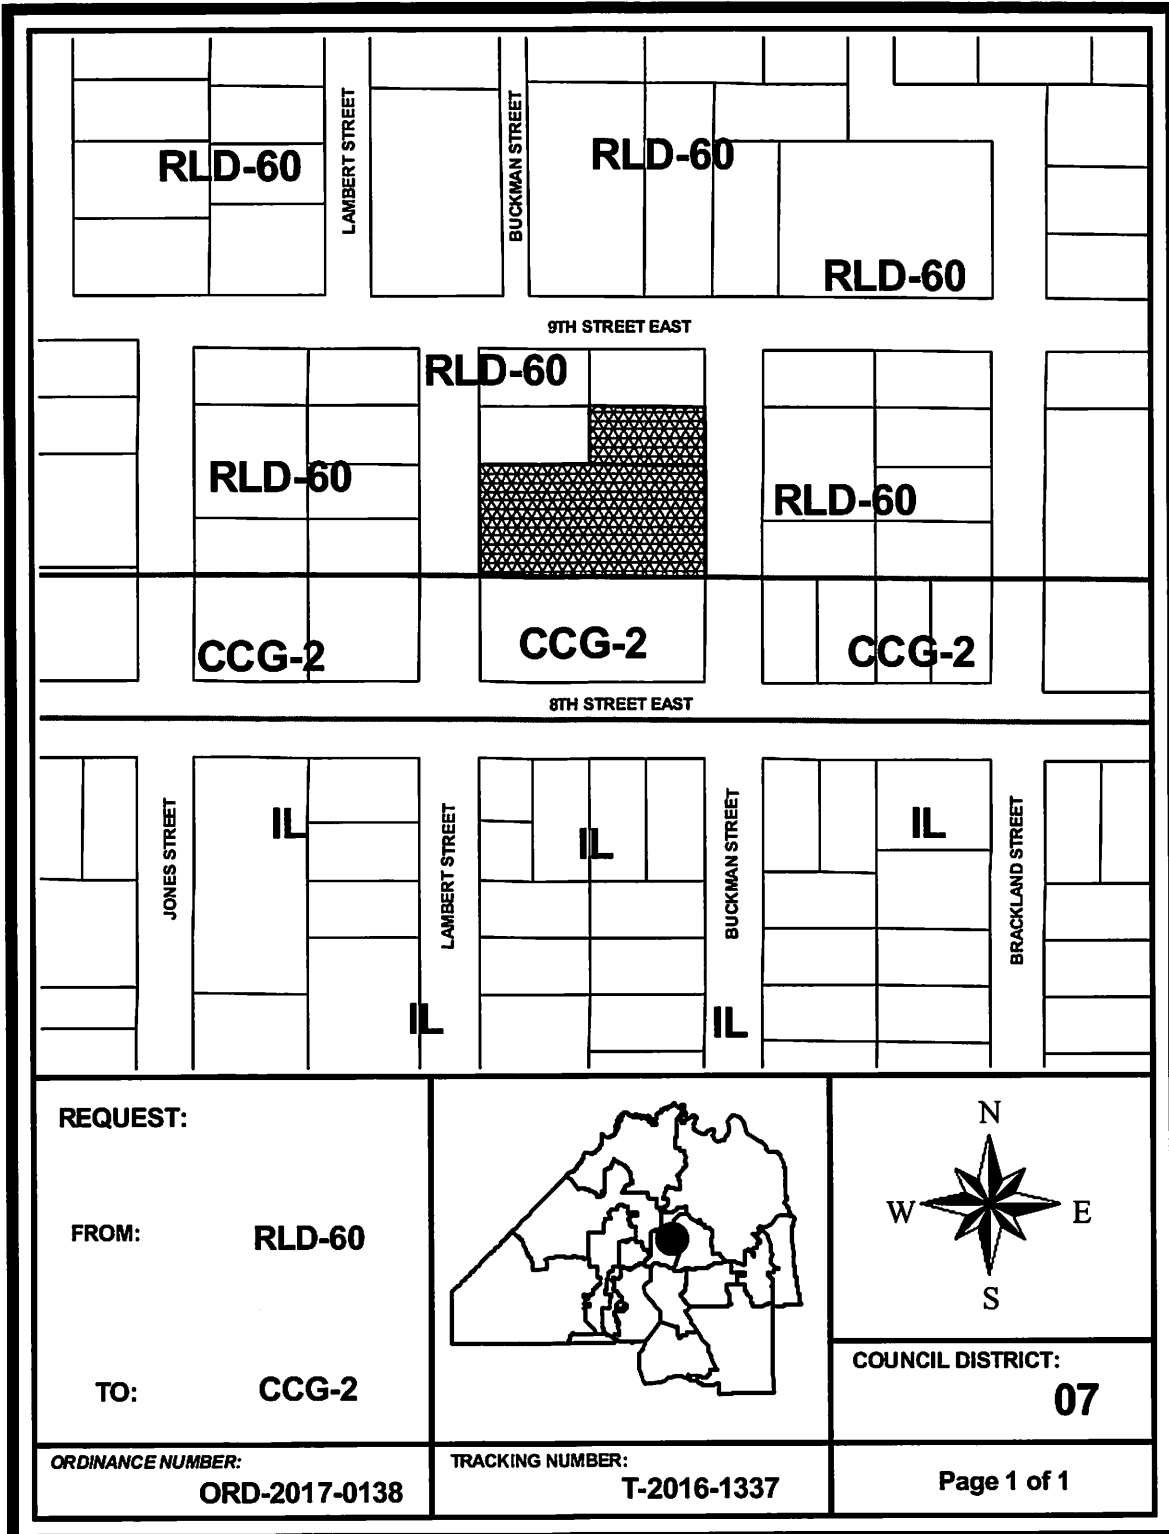 LAMBERT STREET
BUCKMAN STREET
RLD-60
RLD-60
RLD-60
9TH STREET EAST
RLD-60
RLD-60
RLD-60
CCG-2
CCG-2
CCG-2
8TH STREET EAST
JONES STREET
IL
LAMBERT STREET
IL
BUCKMAN STREET
IL
BRACKLAND STREET
IL
IL
REQUEST:
FROM: RLD-60
TO: CCG-2
N
W E
S
COUNCIL DISTRICT:
07
ORDINANCE NUMBER:
ORD-2017-0138
TRACKING NUMBER:
T-2016-1337
Page 1 of 1